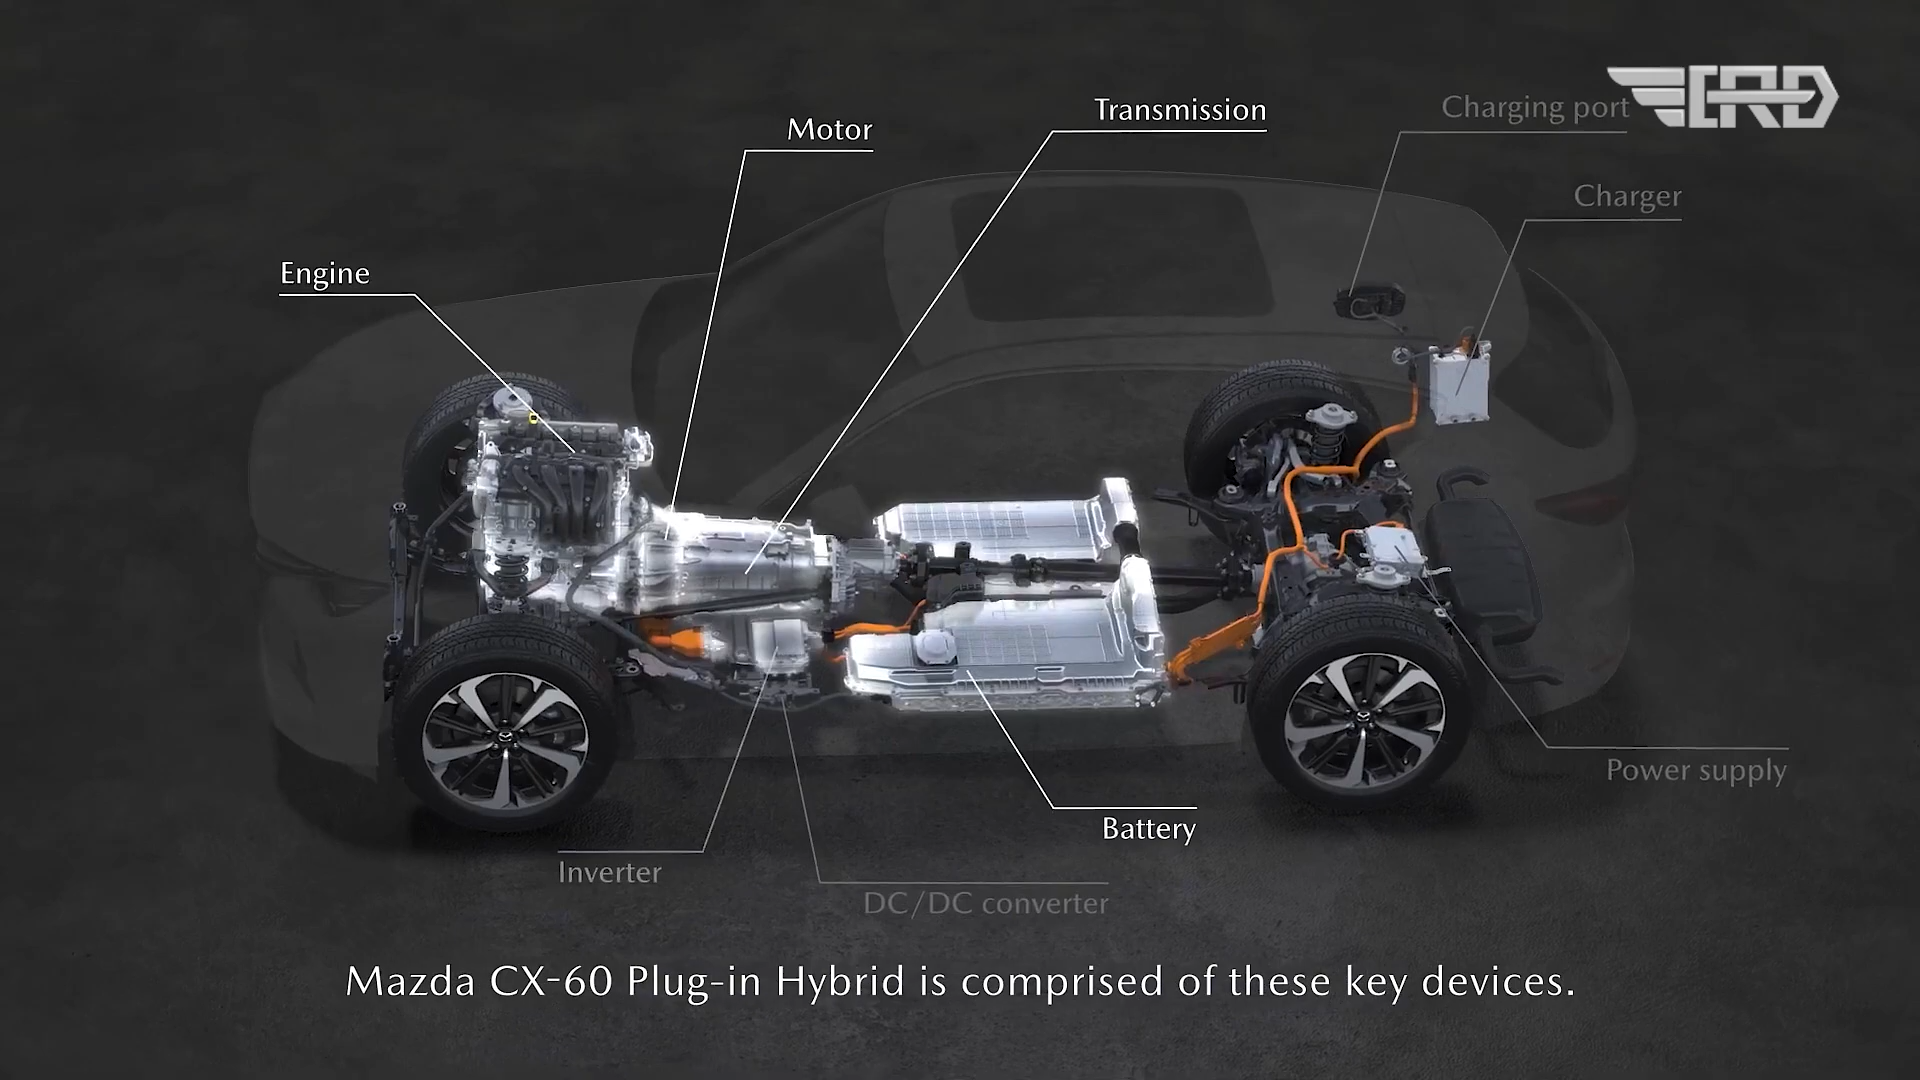 Transmission
Charging port
CRD
Motor
Charger
Engine
Power supply
Battery
Inverter
DC/DC converter
Mazda CX-60 Plug-in Hybrid is comprised of these key devices.